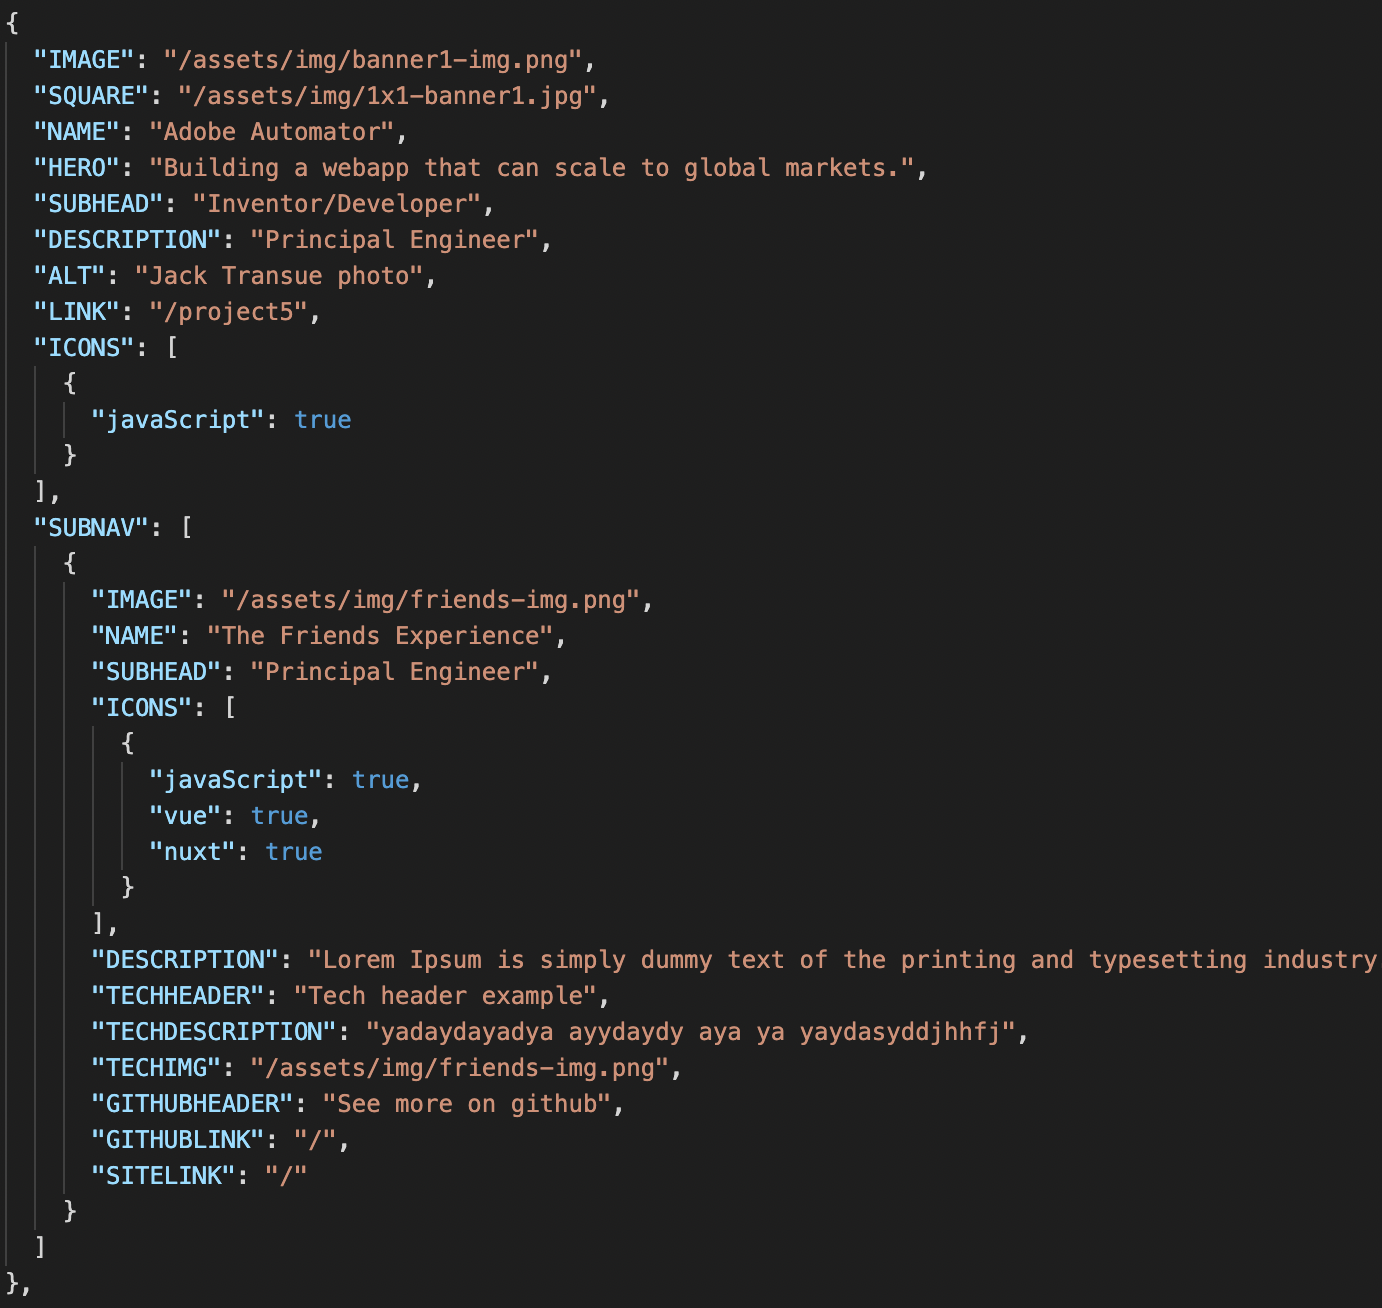 {
"IMAGE": "/assets/img/banner1-img.png",
"SQUARE": "/assets/img/1x1-banner1.jpg",
"NAME": "Adobe Automator",
"HERO": "Building a webapp that can scale to global markets.",
"SUBHEAD": "Inventor/Developer",
"DESCRIPTION": "Principal Engineer",
"ALT": "Jack Transue photo",
"LINK": "/project5",
"ICONS": [
{
"javaScript": true
}
],
"SUBNAV": [
{
"IMAGE": "/assets/img/friends-img.png",
"NAME": "The Friends Experience",
"SUBHEAD": "Principal Engineer",
"ICONS": [
{
"javaScript": true,
"vue": true,
"nuxt": true
}
],
"DESCRIPTION": "Lorem Ipsum is simply dummy text of the printing and typesetting industry
"TECHHEADER": "Tech header example",
"TECHDESCRIPTION": "yadaydayadya ayydaydy aya ya yaydasyddjhhfj",
"TECHIMG": "/assets/img/friends-img.png",
"GITHUBHEADER": "See more on github",
"GITHUBLINK": "/",
"SITELINK": "/"
}
]
},